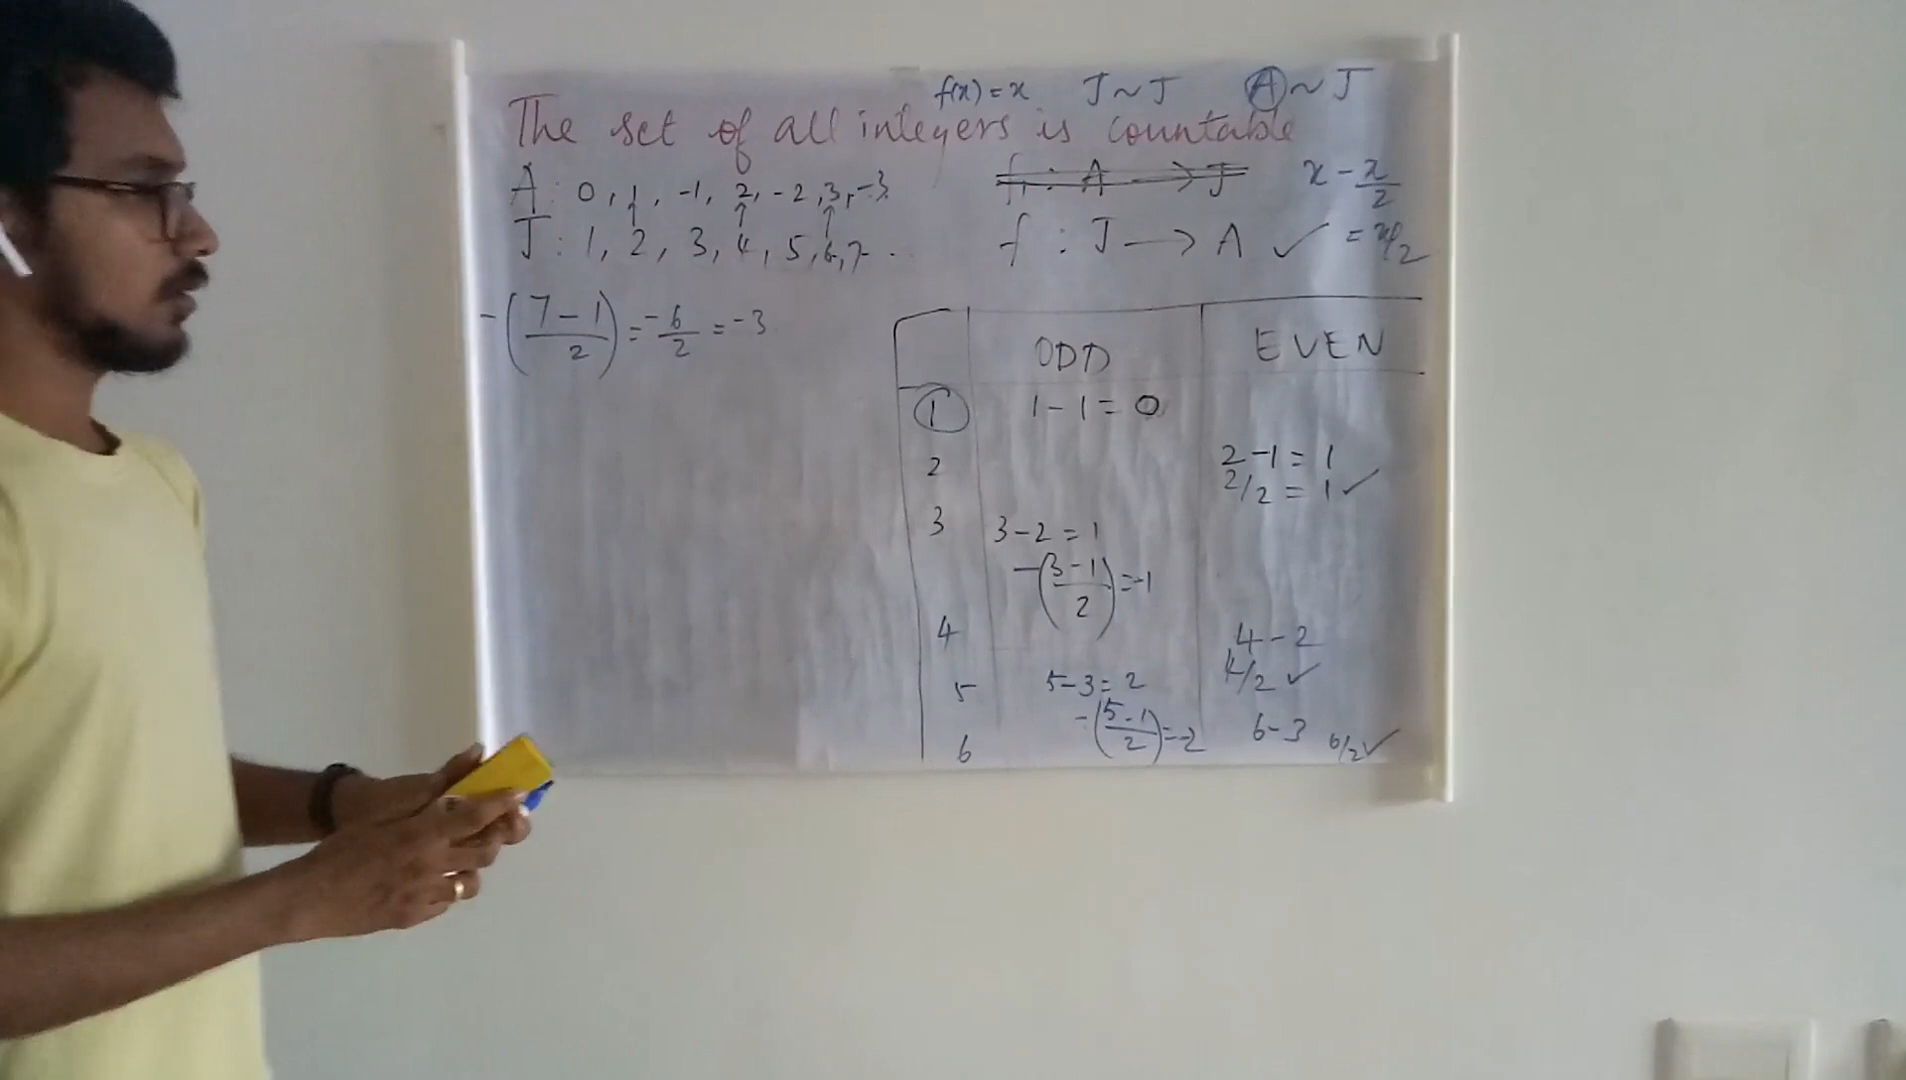 f(x) = x J ~ J A ~ J
The set of all integers is countable
A : 0, 1, -1, 2, -2, 3, -3
J : 1, 2, 3, 4, 5, 6, 7 ..
f : A → J
x - x/2
f : J → A ✓ = x/2
-(7-1/2) = -6/2 = -3
ODD EVEN
1 1-1 = 0
2 2-1 = 1
2/2 = 1 ✓
3 3-2 = 1
-(3-1/2) = -1
4 4-2
4/2 ✓
5 5-3 = 2
-(5-1/2) = -2
6 6-3 6/2 ✓